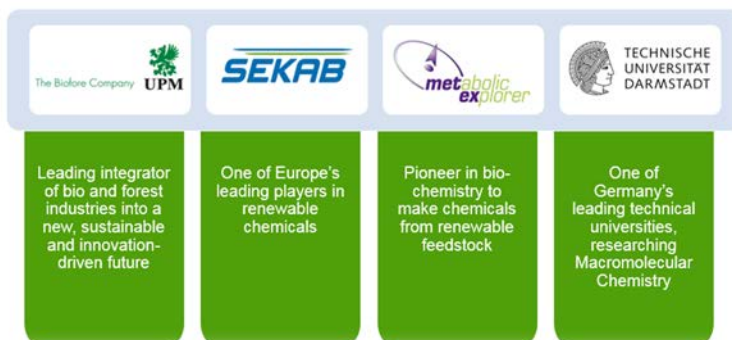 The Biofore Company UPM
SEKAB
metabolic
explorer
TECHNISCHE
UNIVERSITÄT
DARMSTADT
Leading integrator
of bio and forest
industries into a
new, sustainable
and innovation-
driven future
One of Europe's
leading players in
renewable
chemicals
Pioneer in bio-
chemistry to
make chemicals
from renewable
feedstock
One of
Germany's
leading technical
universities,
researching
Macromolecular
Chemistry